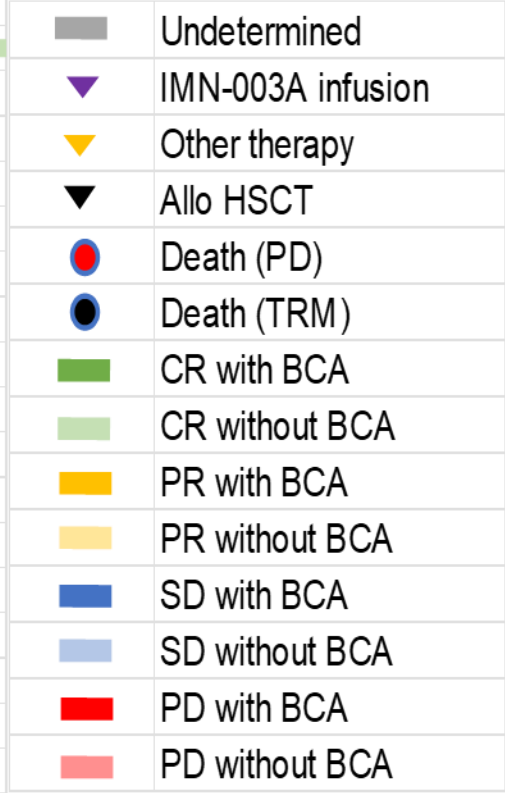 Undetermined
IMN-003A infusion
Other therapy
Allo HSCT
Death (PD)
Death (TRM)
CR with BCA
CR without BCA
PR with BCA
PR without BCA
SD with BCA
SD without BCA
PD with BCA
PD without BCA